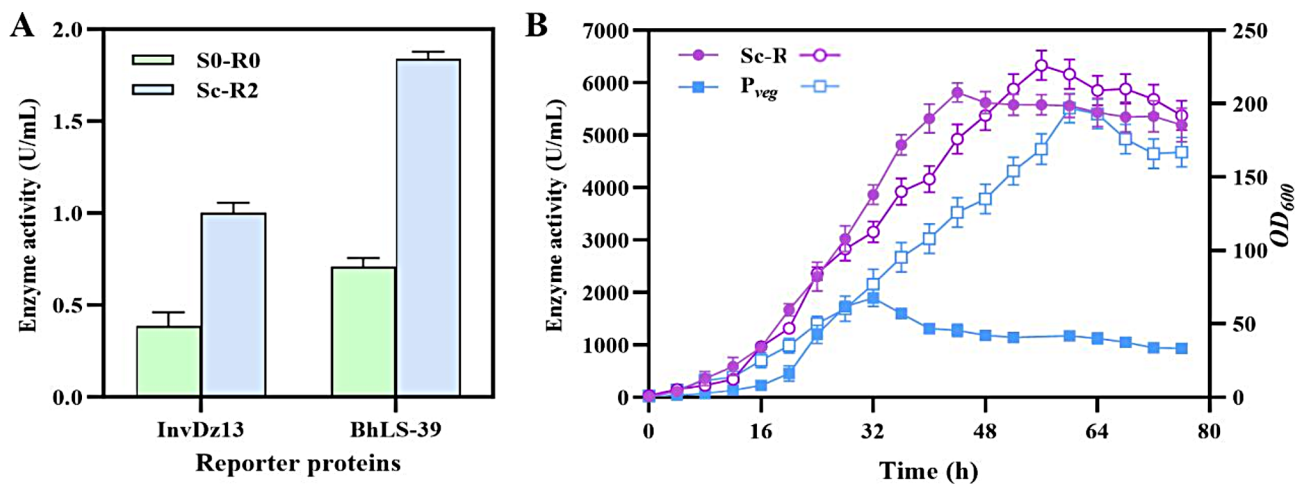 A
Enzyme activity (U/mL)
2.0
1.5
1.0
0.5
0.0
S0-R0
Sc-R2
InvDz13
BhLS-39
Reporter proteins
B
Enzyme activity (U/mL)
7000
6000
5000
4000
3000
2000
1000
0
Sc-R
Pveg
0
16
32
48
64
80
Time (h)
250
200
150
100
50
0
OD600